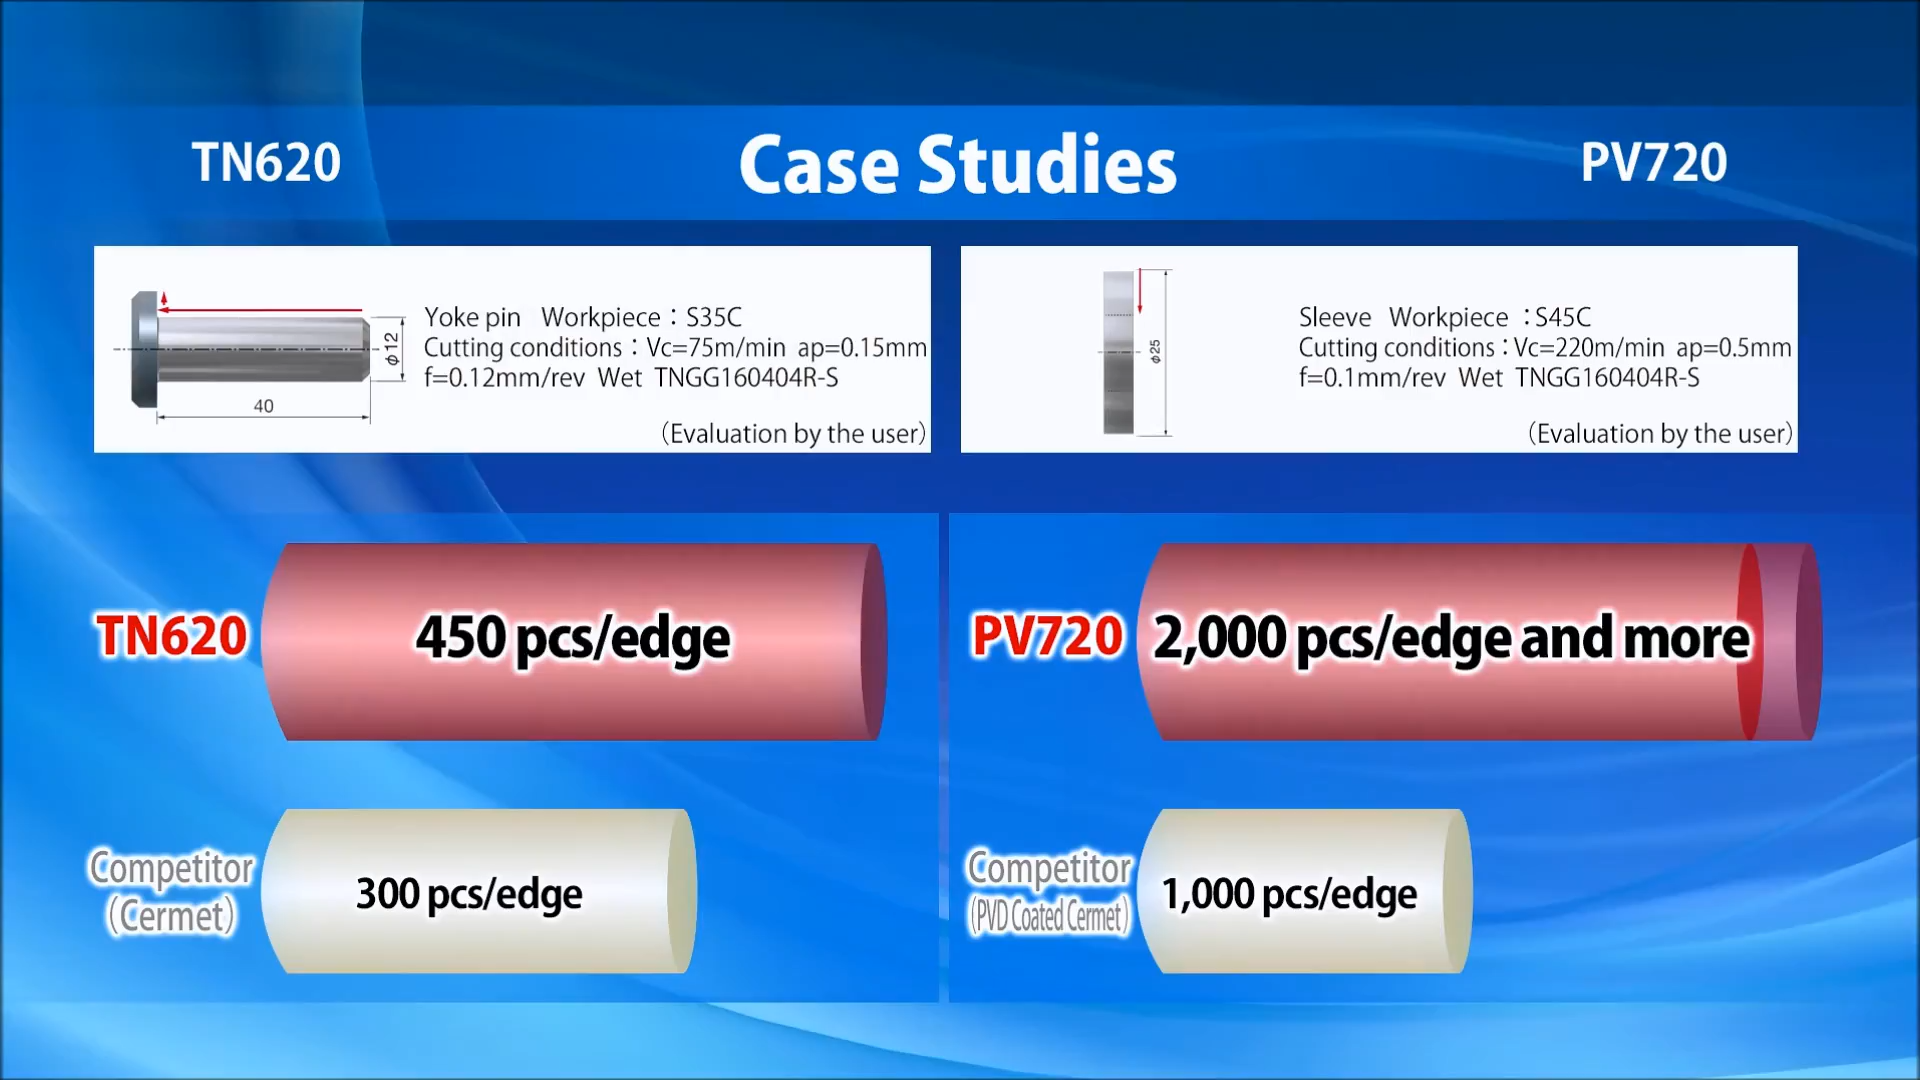 TN620
Case Studies
PV720
Yoke pin Workpiece：S35C
Cutting conditions：Vc=75m/min ap=0.15mm
f=0.12mm/rev Wet TNGG160404R-S
（Evaluation by the user）
φ12
40
Sleeve Workpiece ：S45C
Cutting conditions：Vc=220m/min ap=0.5mm
f=0.1mm/rev Wet TNGG160404R-S
（Evaluation by the user）
φ25
TN620
450 pcs/edge
Competitor
（Cermet）
300 pcs/edge
PV720
2,000 pcs/edge and more
Competitor
（PVD Coated Cermet）
1,000 pcs/edge